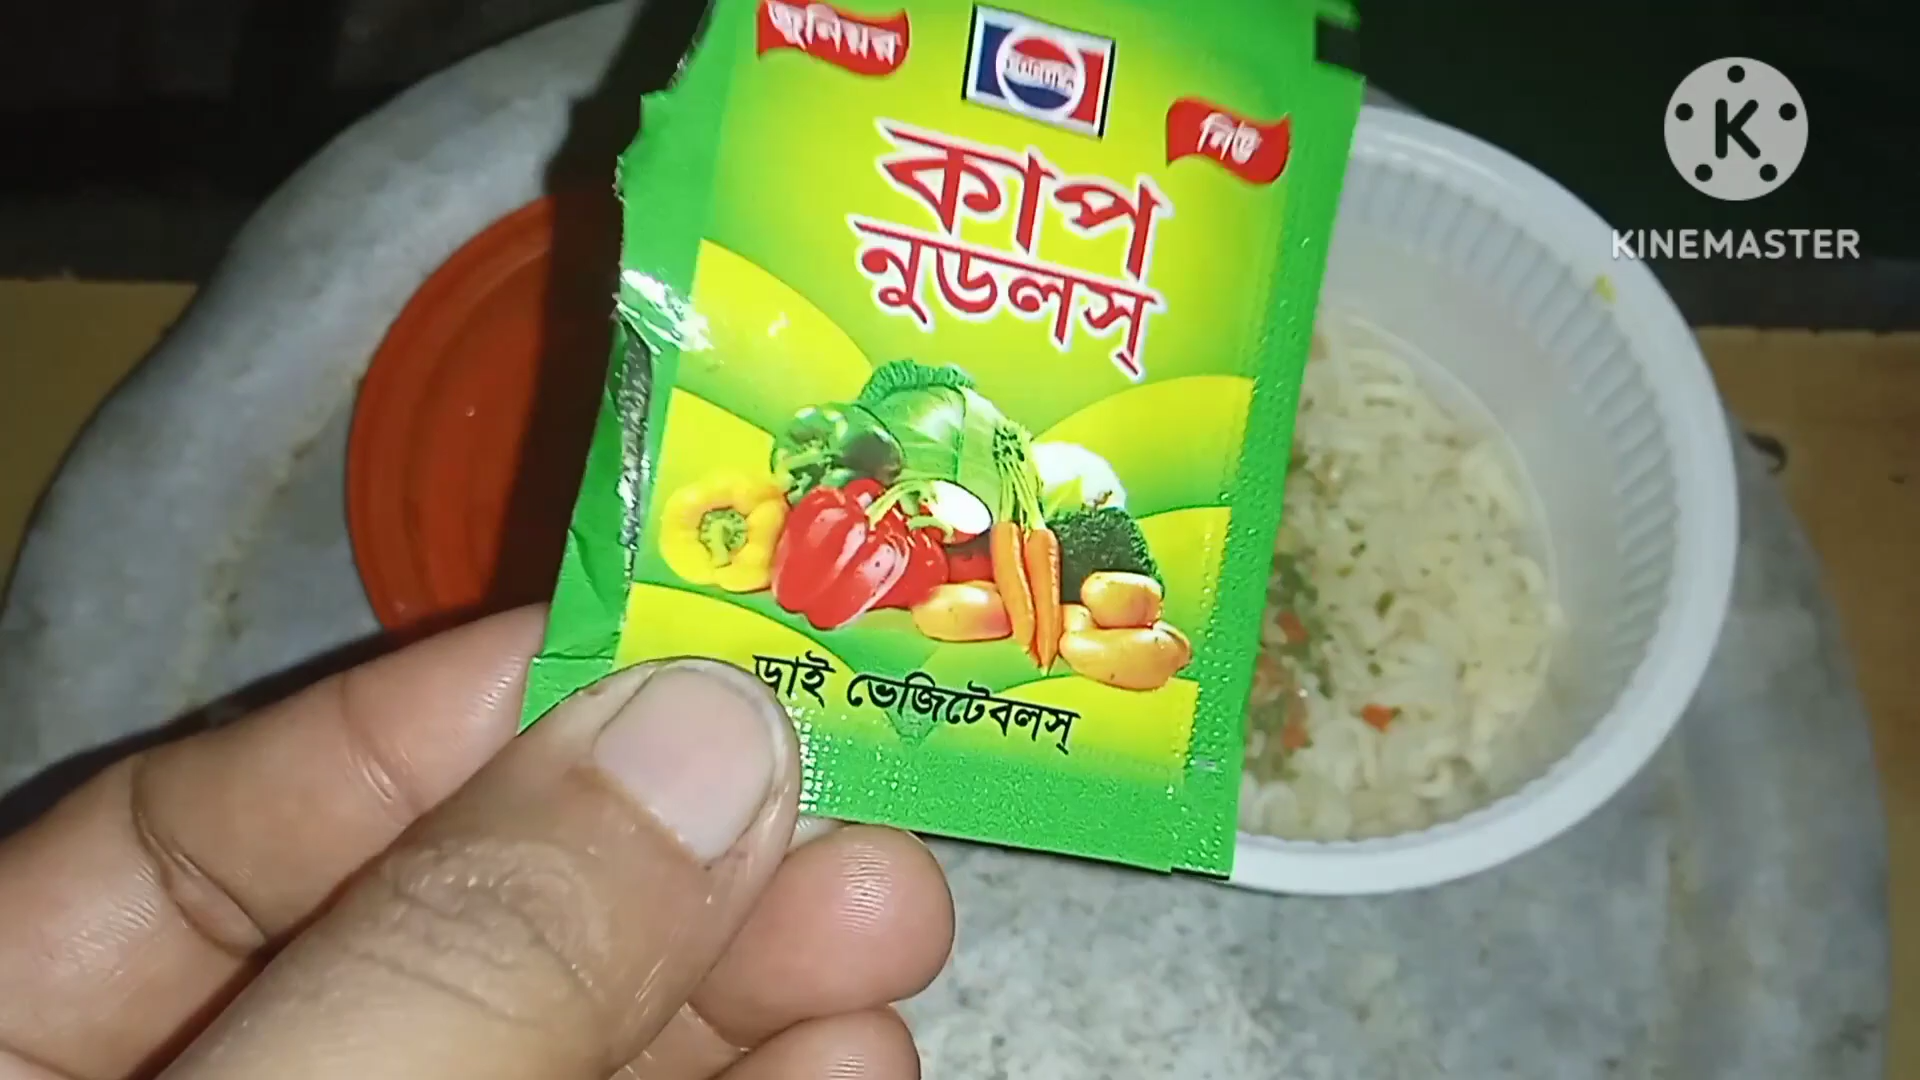 জুনিয়র
নিউ
কাপ
নুডলস্
ড্রাই ভেজিটেবলস্
K
KINEMASTER